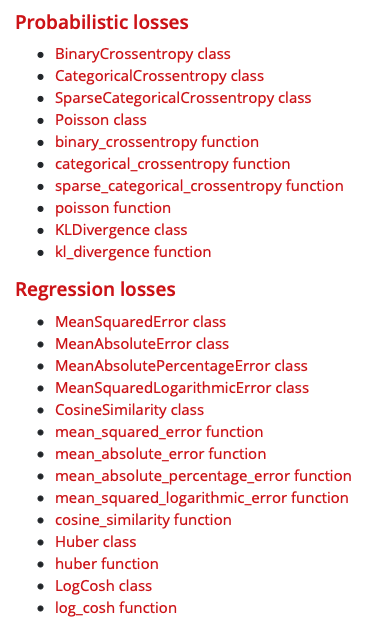 Probabilistic losses
BinaryCrossentropy class
CategoricalCrossentropy class
SparseCategoricalCrossentropy class
Poisson class
binary_crossentropy function
categorical_crossentropy function
sparse_categorical_crossentropy function
poisson function
KLDivergence class
kl_divergence function
Regression losses
MeanSquaredError class
MeanAbsoluteError class
MeanAbsolutePercentageError class
MeanSquaredLogarithmicError class
CosineSimilarity class
mean_squared_error function
mean_absolute_error function
mean_absolute_percentage_error function
mean_squared_logarithmic_error function
cosine_similarity function
Huber class
huber function
LogCosh class
log_cosh function